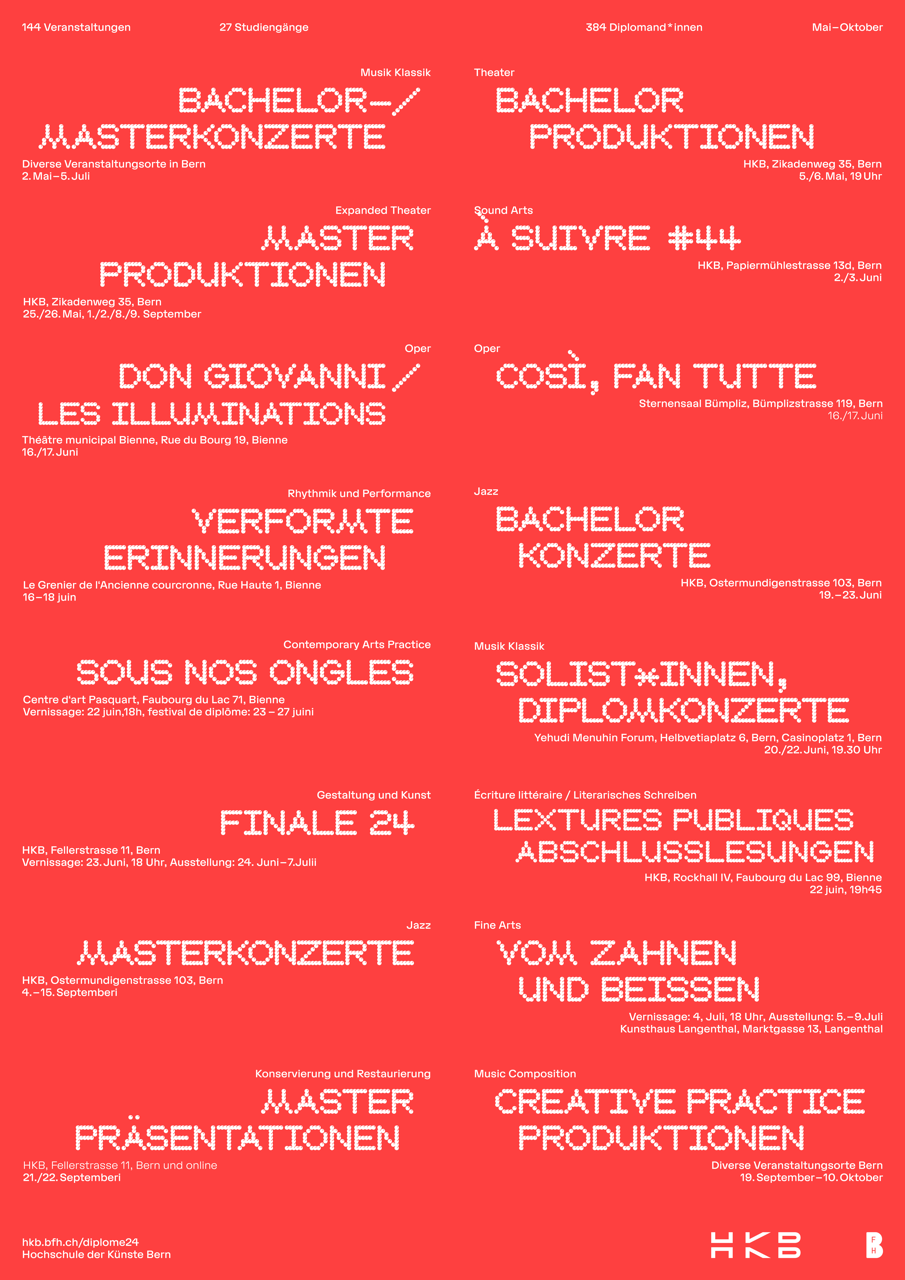 144 Veranstaltungen
27 Studiengänge
384 Diplomand*innen
Mai–Oktober
Musik Klassik
BACHELOR–/
MASTERKONZERTE
Diverse Veranstaltungsorte in Bern
2. Mai–5. Juli
Theater
BACHELOR
PRODUKTIONEN
HKB, Zikadenweg 35, Bern
5./6. Mai, 19 Uhr
Expanded Theater
MASTER
PRODUKTIONEN
HKB, Zikadenweg 35, Bern
25./26. Mai, 1./2./8./9. September
Sound Arts
À SUIVRE #44
HKB, Papiermühlestrasse 13d, Bern
2./3. Juni
Oper
DON GIOVANNI /
LES ILLUMINATIONS
Théâtre municipal Bienne, Rue du Bourg 19, Bienne
16./17. Juni
Oper
COSÌ, FAN TUTTE
Sternensaal Bümpliz, Bümplizstrasse 119, Bern
16./17. Juni
Rhythmik und Performance
VERFORMTE
ERINNERUNGEN
Le Grenier de l'Ancienne courcronne, Rue Haute 1, Bienne
16–18 juin
Jazz
BACHELOR
KONZERTE
HKB, Ostermundigenstrasse 103, Bern
19.–23. Juni
Contemporary Arts Practice
SOUS NOS ONGLES
Centre d'art Pasquart, Faubourg du Lac 71, Bienne
Vernissage: 22 juin,18h, festival de diplôme: 23 – 27 juini
Musik Klassik
SOLIST*INNEN,
DIPLOMKONZERTE
Yehudi Menuhin Forum, Helbvetiaplatz 6, Bern, Casinoplatz 1, Bern
20./22. Juni, 19.30 Uhr
Gestaltung und Kunst
FINALE 24
HKB, Fellerstrasse 11, Bern
Vernissage: 23. Juni, 18 Uhr, Ausstellung: 24. Juni–7. Julii
Écriture littéraire / Literarisches Schreiben
LEXTURES PUBLIQUES
ABSCHLUSSLESUNGEN
HKB, Rockhall IV, Faubourg du Lac 99, Bienne
22 juin, 19h45
Jazz
MASTERKONZERTE
HKB, Ostermundigenstrasse 103, Bern
4.–15. Septemberi
Fine Arts
VOM ZAHNEN
UND BEISSEN
Vernissage: 4, Juli, 18 Uhr, Ausstellung: 5.–9.Juli
Kunsthaus Langenthal, Marktgasse 13, Langenthal
Konservierung und Restaurierung
MASTER
PRÄSENTATIONEN
HKB, Fellerstrasse 11, Bern und online
21./22. Septemberi
Music Composition
CREATIVE PRACTICE
PRODUKTIONEN
Diverse Veranstaltungsorte Bern
19. September–10. Oktober
hkb.bfh.ch/diplome24
Hochschule der Künste Bern
HKB
B
F
H